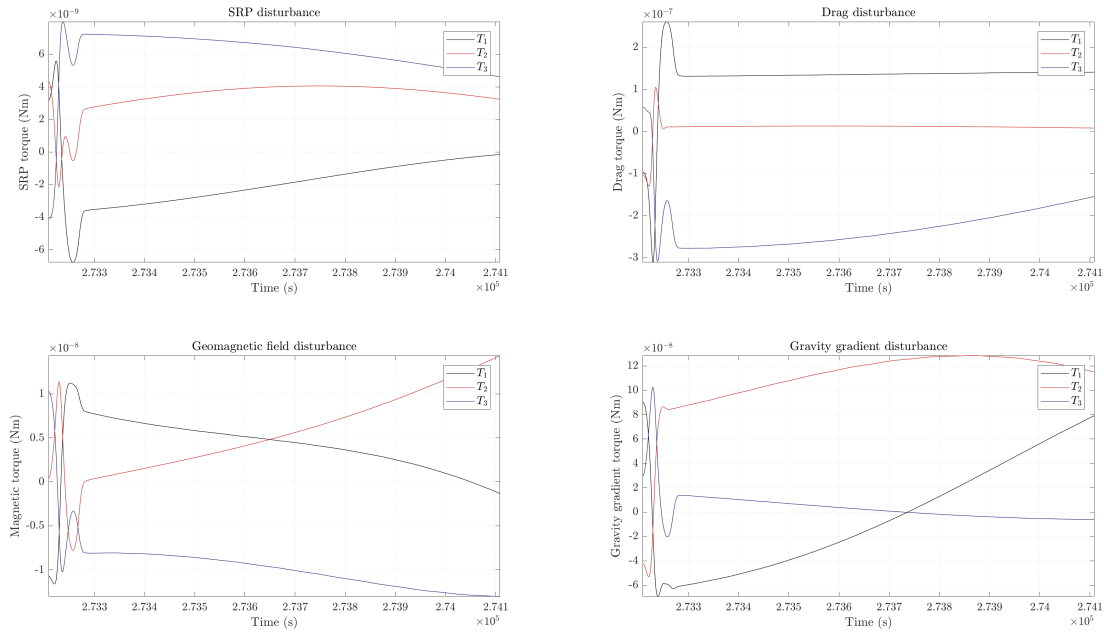 SRP disturbance
×10⁻⁹
SRP torque (Nm)
6
4
2
0
-2
-4
-6
T₁
T₂
T₃
2.733 2.734 2.735 2.736 2.737 2.738 2.739 2.74 2.741
Time (s)
×10⁵
Drag disturbance
×10⁻⁷
Drag torque (Nm)
2
1
0
-1
-2
-3
T₁
T₂
T₃
2.733 2.734 2.735 2.736 2.737 2.738 2.739 2.74 2.741
Time (s)
×10⁵
Geomagnetic field disturbance
×10⁻⁸
Magnetic torque (Nm)
1
0.5
0
-0.5
-1
T₁
T₂
T₃
2.733 2.734 2.735 2.736 2.737 2.738 2.739 2.74 2.741
Time (s)
×10⁵
Gravity gradient disturbance
×10⁻⁸
Gravity gradient torque (Nm)
12
10
8
6
4
2
0
-2
-4
-6
T₁
T₂
T₃
2.733 2.734 2.735 2.736 2.737 2.738 2.739 2.74 2.741
Time (s)
×10⁵